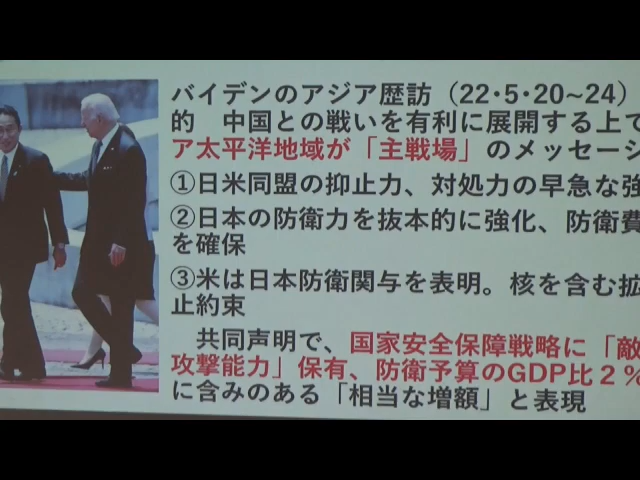 バイデンのアジア歴訪（22・5・20~24）
的　中国との戦いを有利に展開する上で
ア太平洋地域が「主戦場」のメッセー
①日米同盟の抑止力、対処力の早急な強
②日本の防衛力を抜本的に強化、防衛費
を確保
③米は日本防衛関与を表明。核を含む拡
止約束
共同声明で、国家安全保障戦略に「敵
攻撃能力」保有、防衛予算のGDP比２%
に含みのある「相当な増額」と表現